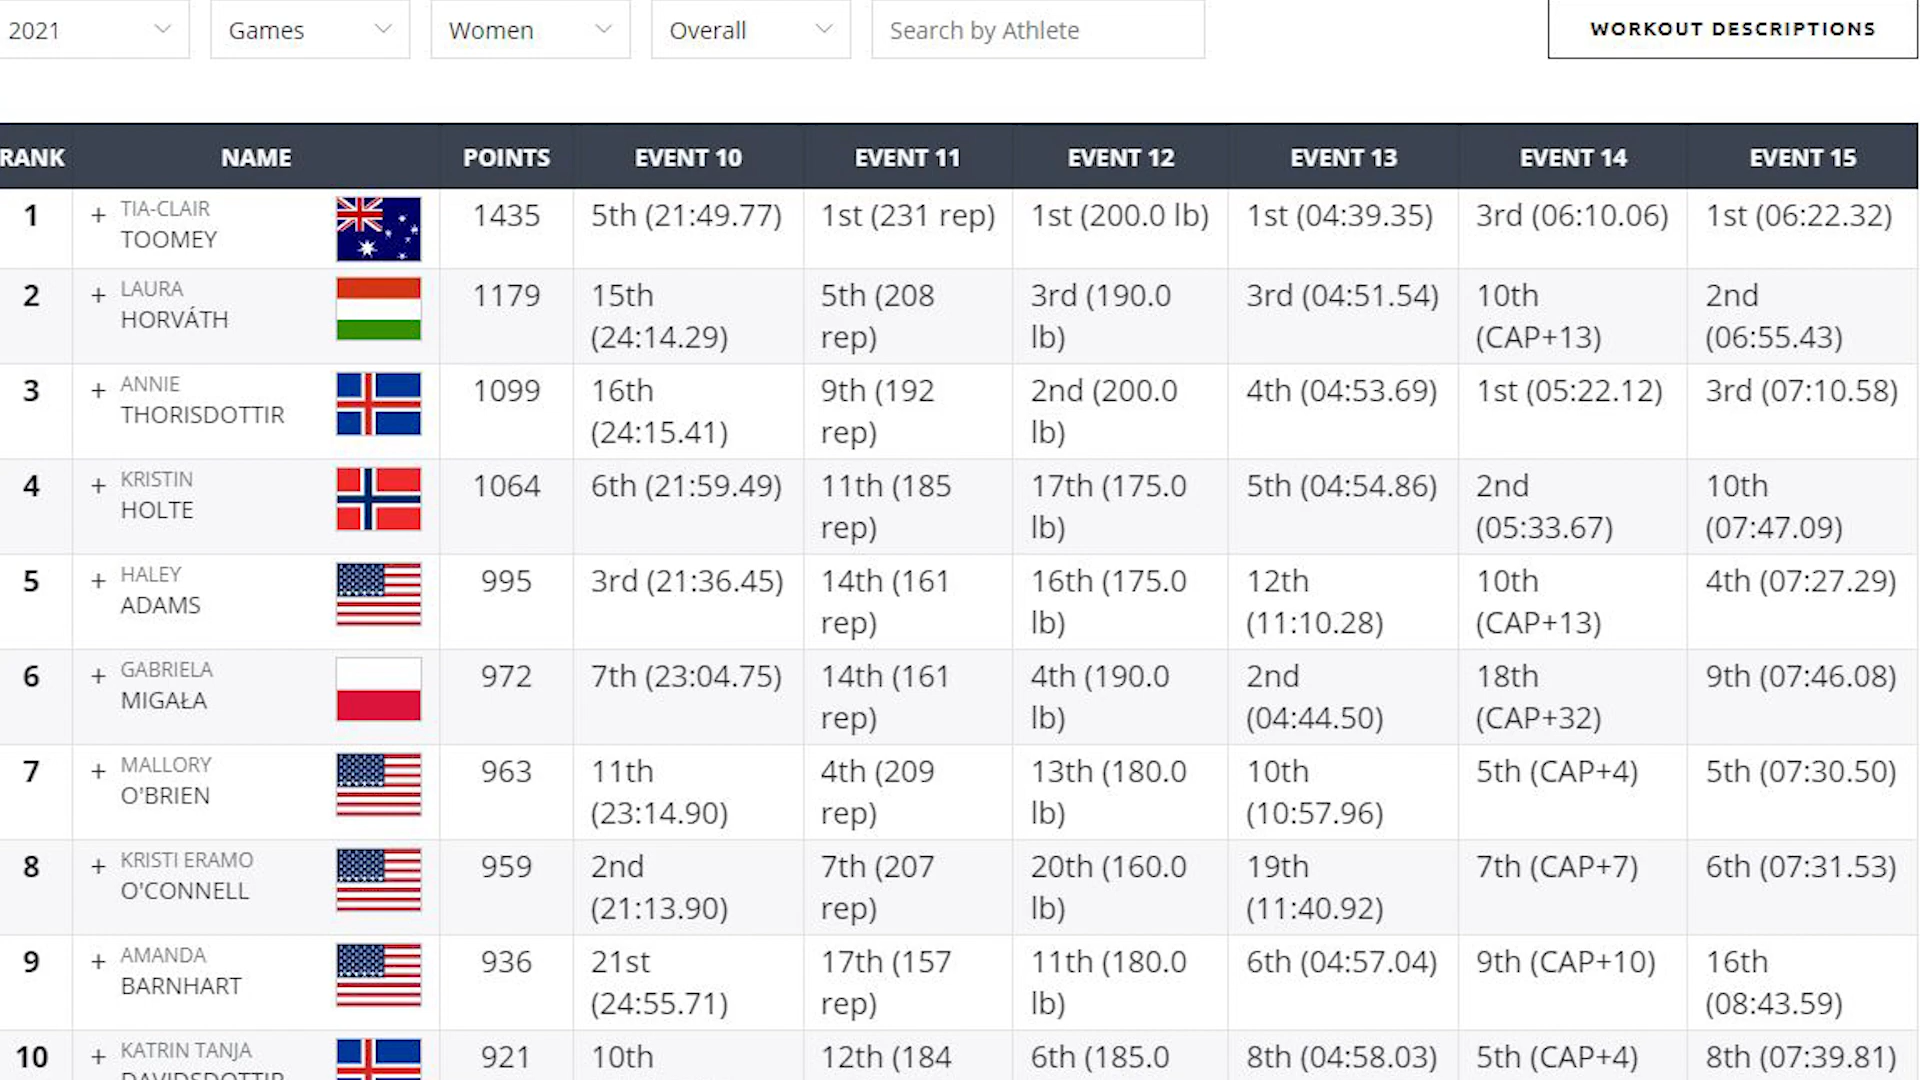 2021 Games Women Overall Search by Athlete WORKOUT DESCRIPTIONS
RANK NAME POINTS EVENT 10 EVENT 11 EVENT 12 EVENT 13 EVENT 14 EVENT 15
1 + TIA-CLAIR 1435 5th (21:49.77) 1st (231 rep) 1st (200.0 lb) 1st (04:39.35) 3rd (06:10.06) 1st (06:22.32)
TOOMEY
2 + LAURA 1179 15th 5th (208 3rd (190.0 3rd (04:51.54) 10th 2nd
HORVÁTH (24:14.29) rep) lb) (CAP+13) (06:55.43)
3 + ANNIE 1099 16th 9th (192 2nd (200.0 4th (04:53.69) 1st (05:22.12) 3rd (07:10.58)
THORISDOTTIR (24:15.41) rep) lb)
4 + KRISTIN 1064 6th (21:59.49) 11th (185 17th (175.0 5th (04:54.86) 2nd 10th
HOLTE rep) lb) (05:33.67) (07:47.09)
5 + HALEY 995 3rd (21:36.45) 14th (161 16th (175.0 12th 10th 4th (07:27.29)
ADAMS rep) lb) (11:10.28) (CAP+13)
6 + GABRIELA 972 7th (23:04.75) 14th (161 4th (190.0 2nd 18th 9th (07:46.08)
MIGAŁA rep) lb) (04:44.50) (CAP+32)
7 + MALLORY 963 11th 4th (209 13th (180.0 10th 5th (CAP+4) 5th (07:30.50)
O'BRIEN (23:14.90) rep) lb) (10:57.96)
8 + KRISTI ERAMO 959 2nd 7th (207 20th (160.0 19th 7th (CAP+7) 6th (07:31.53)
O'CONNELL (21:13.90) rep) lb) (11:40.92)
9 + AMANDA 936 21st 17th (157 11th (180.0 6th (04:57.04) 9th (CAP+10) 16th
BARNHART (24:55.71) rep) lb) (08:43.59)
10 + KATRIN TANJA 921 10th 12th (184 6th (185.0 8th (04:58.03) 5th (CAP+4) 8th (07:39.81)
DAVIDSDOTTIR